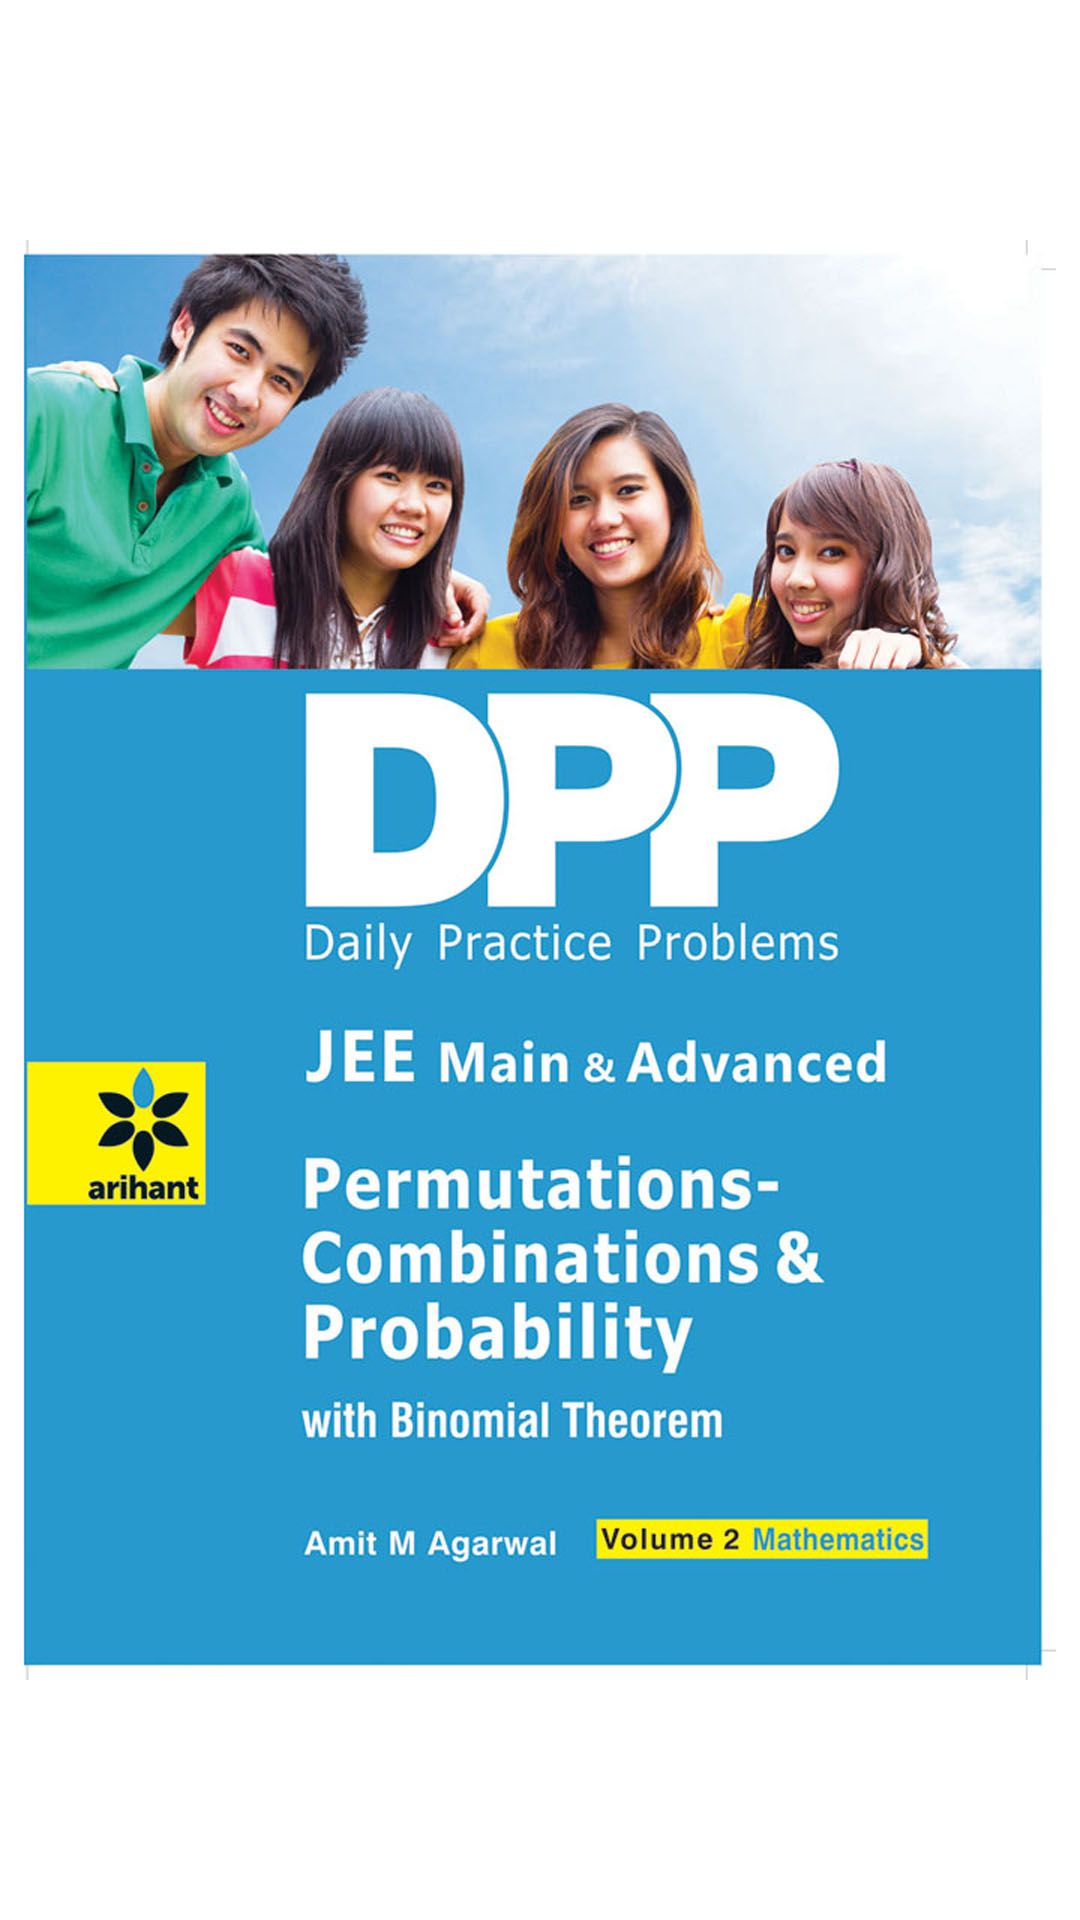 DPP
Daily Practice Problems
JEE Main & Advanced
arihant
Permutations-
Combinations &
Probability
with Binomial Theorem
Amit M Agarwal
Volume 2 Mathematics